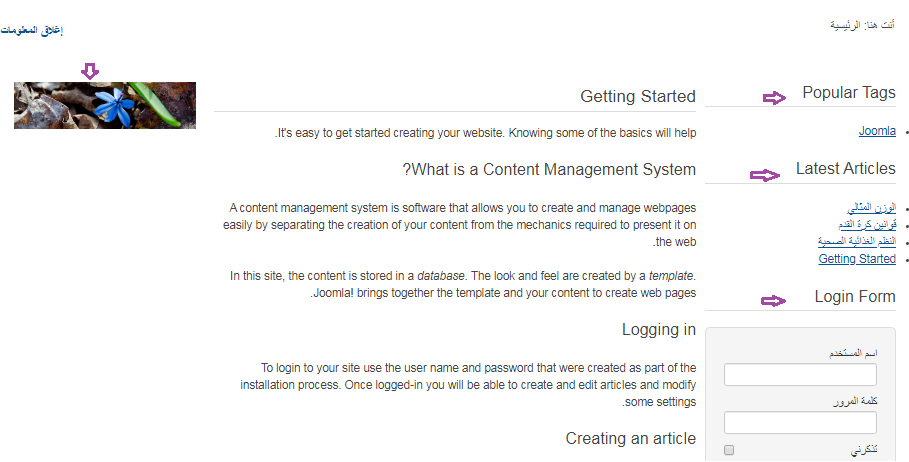 أنت هنا: الرئيسية
إغلاق المعلومات
Popular Tags
Joomla
Latest Articles
الوزن المثالي
قوانين كرة القدم
النظم الغذائية الصحية
Getting Started
Login Form
اسم المستخدم
كلمة المرور
تذكرني
Getting Started
.It's easy to get started creating your website. Knowing some of the basics will help
?What is a Content Management System
A content management system is software that allows you to create and manage webpages
easily by separating the creation of your content from the mechanics required to present it on
.the web
In this site, the content is stored in a database. The look and feel are created by a template.
.Joomla! brings together the template and your content to create web pages
Logging in
To login to your site use the user name and password that were created as part of the
installation process. Once logged-in you will be able to create and edit articles and modify
.some settings
Creating an article